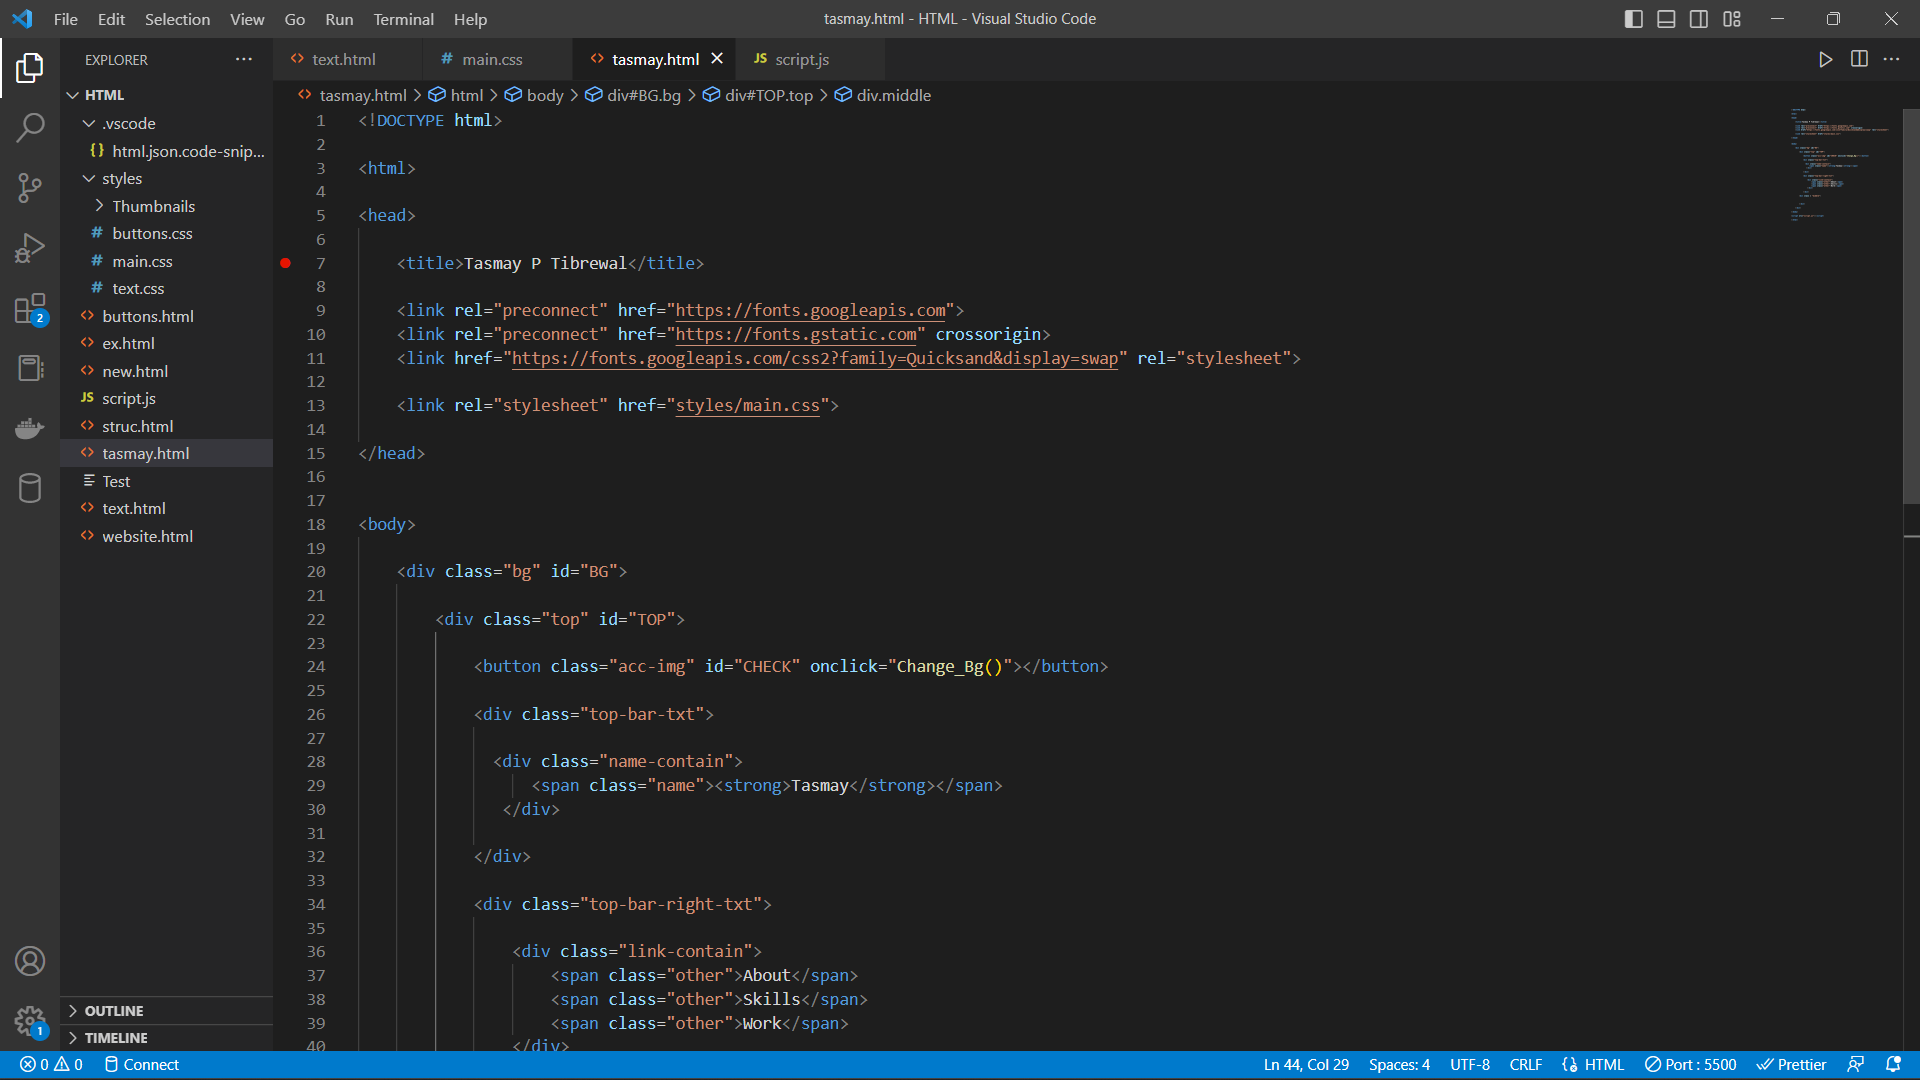 File Edit Selection View Go Run Terminal Help
tasmay.html - HTML - Visual Studio Code
EXPLORER
HTML
.vscode
{} html.json.code-snip...
styles
Thumbnails
# buttons.css
# main.css
# text.css
<> buttons.html
<> ex.html
<> new.html
JS script.js
<> struc.html
<> tasmay.html
Test
<> text.html
<> website.html
OUTLINE
TIMELINE
2
1
<> text.html # main.css <> tasmay.html JS script.js
<> tasmay.html > html > body > div#BG.bg > div#TOP.top > div.middle
1 <!DOCTYPE html>
2
3 <html>
4
5 <head>
6
7 <title>Tasmay P Tibrewal</title>
8
9 <link rel="preconnect" href="https://fonts.googleapis.com">
10 <link rel="preconnect" href="https://fonts.gstatic.com" crossorigin>
11 <link href="https://fonts.googleapis.com/css2?family=Quicksand&display=swap" rel="stylesheet">
12
13 <link rel="stylesheet" href="styles/main.css">
14
15 </head>
16
17
18 <body>
19
20 <div class="bg" id="BG">
21
22 <div class="top" id="TOP">
23
24 <button class="acc-img" id="CHECK" onclick="Change_Bg()"></button>
25
26 <div class="top-bar-txt">
27
28 <div class="name-contain">
29 <span class="name"><strong>Tasmay</strong></span>
30 </div>
31
32 </div>
33
34 <div class="top-bar-right-txt">
35
36 <div class="link-contain">
37 <span class="other">About</span>
38 <span class="other">Skills</span>
39 <span class="other">Work</span>
40 </div>
0 0 Connect
Ln 44, Col 29 Spaces: 4 UTF-8 CRLF {} HTML Port : 5500 Prettier